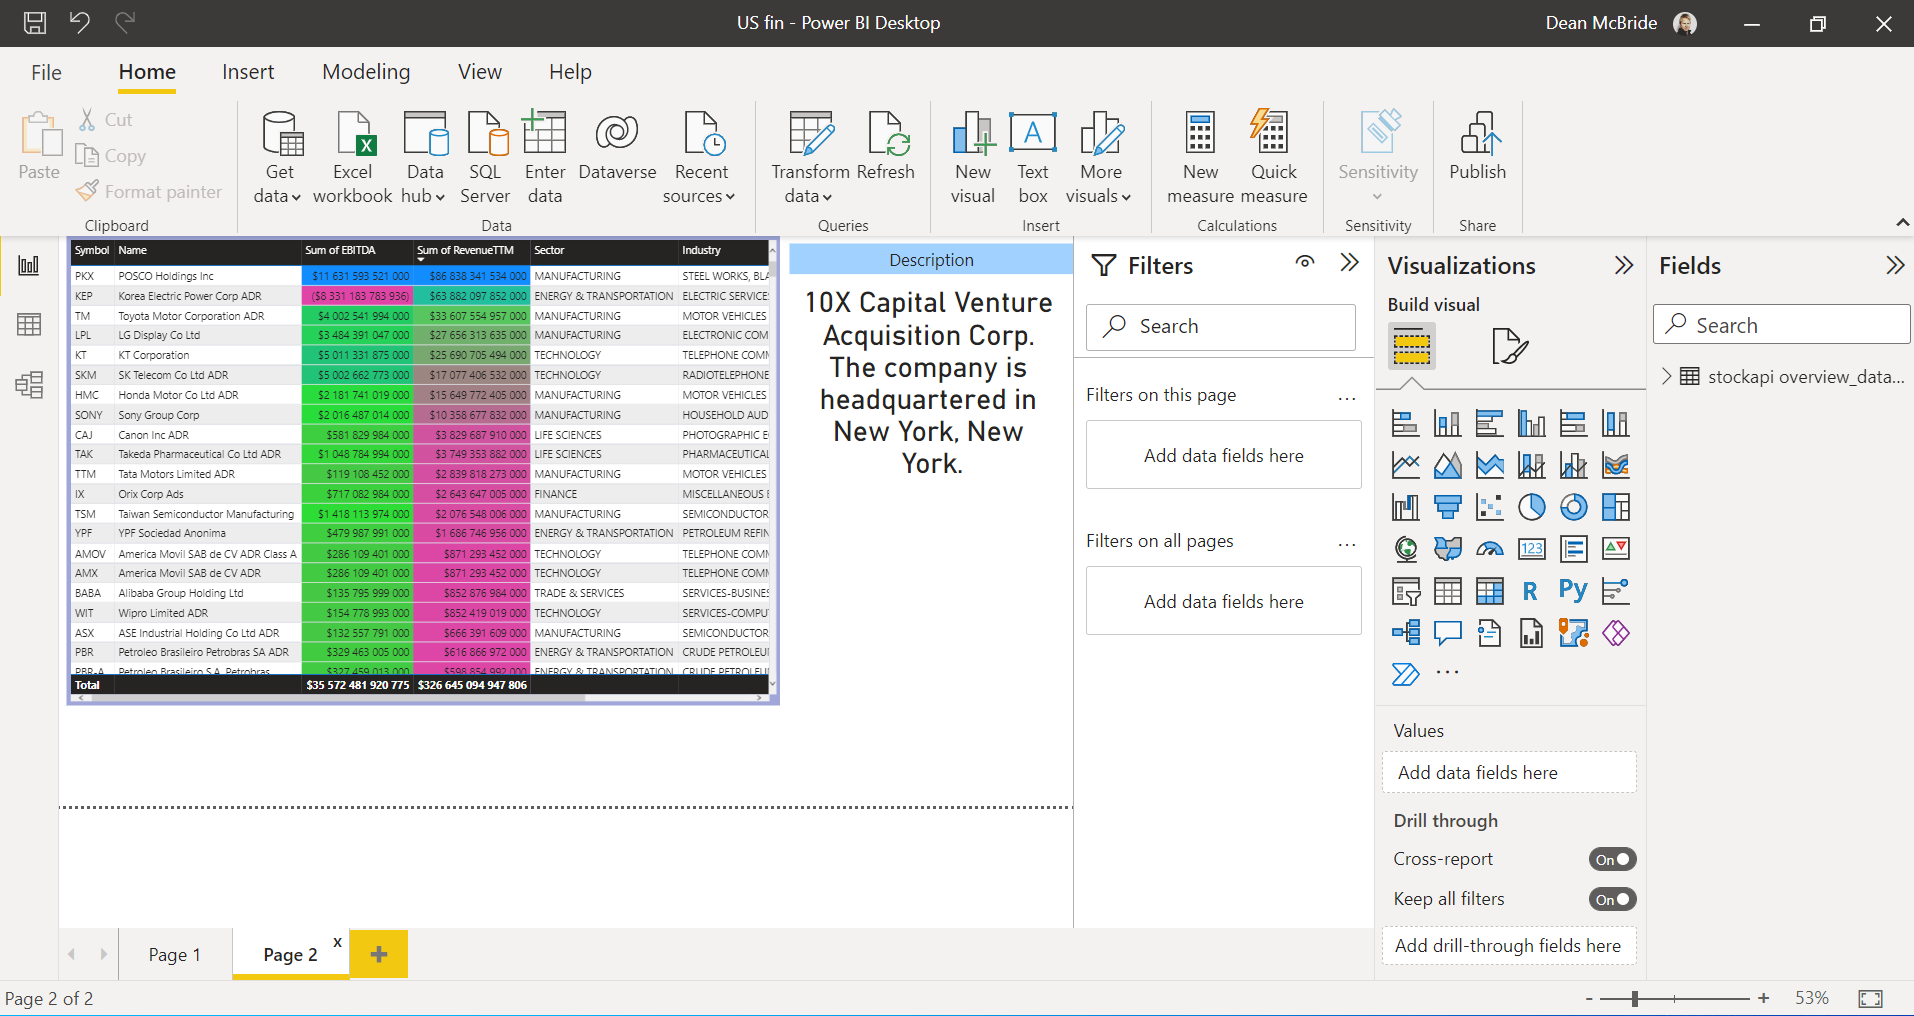 US fin - Power BI Desktop
Dean McBride
File
Home
Insert
Modeling
View
Help
Paste
Cut
Copy
Format painter
Clipboard
Get data
Excel workbook
Data hub
SQL Server
Enter data
Dataverse
Recent sources
Data
Transform data
Refresh
Queries
New visual
Text box
More visuals
Insert
New measure
Quick measure
Calculations
Sensitivity
Sensitivity
Publish
Share
Symbol Name Sum of EBITDA Sum of RevenueTTM Sector Industry
PKX POSCO Holdings Inc $11 631 593 521 000 $86 838 341 534 000 MANUFACTURING STEEL WORKS, BLA
KEP Korea Electric Power Corp ADR ($8 331 183 783 936) $63 882 097 852 000 ENERGY & TRANSPORTATION ELECTRIC SERVICE
TM Toyota Motor Corporation ADR $4 002 541 994 000 $33 607 554 957 000 MANUFACTURING MOTOR VEHICLES
LPL LG Display Co Ltd $3 484 391 047 000 $27 656 313 635 000 MANUFACTURING ELECTRONIC COM
KT KT Corporation $5 011 331 875 000 $25 690 705 494 000 TECHNOLOGY TELEPHONE COM
SKM SK Telecom Co Ltd ADR $5 002 662 773 000 $17 077 406 532 000 TECHNOLOGY RADIOTELEPHONE
HMC Honda Motor Co Ltd ADR $2 181 741 019 000 $15 649 772 405 000 MANUFACTURING MOTOR VEHICLES
SONY Sony Group Corp $2 016 487 014 000 $10 358 677 832 000 MANUFACTURING HOUSEHOLD AUD
CAJ Canon Inc ADR $581 829 984 000 $3 829 687 910 000 LIFE SCIENCES PHOTOGRAPHIC E
TAK Takeda Pharmaceutical Co Ltd ADR $1 048 784 994 000 $3 749 353 882 000 LIFE SCIENCES PHARMACEUTICAL
TTM Tata Motors Limited ADR $119 108 452 000 $2 839 818 273 000 MANUFACTURING MOTOR VEHICLES
IX Orix Corp Ads $717 082 984 000 $2 643 647 005 000 FINANCE MISCELLANEOUS
TSM Taiwan Semiconductor Manufacturing $1 418 113 974 000 $2 076 548 006 000 MANUFACTURING SEMICONDUCTOR
YPF YPF Sociedad Anonima $479 987 991 000 $1 686 746 956 000 ENERGY & TRANSPORTATION PETROLEUM REFIN
AMOV America Movil SAB de CV ADR Class A $286 109 401 000 $871 293 452 000 TECHNOLOGY TELEPHONE COM
AMX America Movil SAB de CV ADR $286 109 401 000 $871 293 452 000 TECHNOLOGY TELEPHONE COM
BABA Alibaba Group Holding Ltd $135 795 999 000 $852 876 984 000 TRADE & SERVICES SERVICES-BUSINES
WIT Wipro Limited ADR $154 778 993 000 $852 419 019 000 TECHNOLOGY SERVICES-COMPU
ASX ASE Industrial Holding Co Ltd ADR $132 557 791 000 $666 391 609 000 MANUFACTURING SEMICONDUCTOR
PBR Petroleo Brasileiro Petrobras SA ADR $329 463 005 000 $616 866 972 000 ENERGY & TRANSPORTATION CRUDE PETROLEU
PBR-A Petroleo Brasileiro S.A. Petrobras $327 459 013 000 $598 854 992 000 ENERGY & TRANSPORTATION CRUDE PETROLEU
Total $35 572 481 920 775 $326 645 094 947 806
Description
10X Capital Venture
Acquisition Corp.
The company is
headquartered in
New York, New
York.
Filters
Search
Filters on this page
...
Add data fields here
Filters on all pages
...
Add data fields here
Visualizations
Build visual
123
R
Py
...
Values
Add data fields here
Drill through
Cross-report
On
Keep all filters
On
Add drill-through fields here
Fields
Search
stockapi overview_data...
Page 1
Page 2
x
+
Page 2 of 2
- + 53%